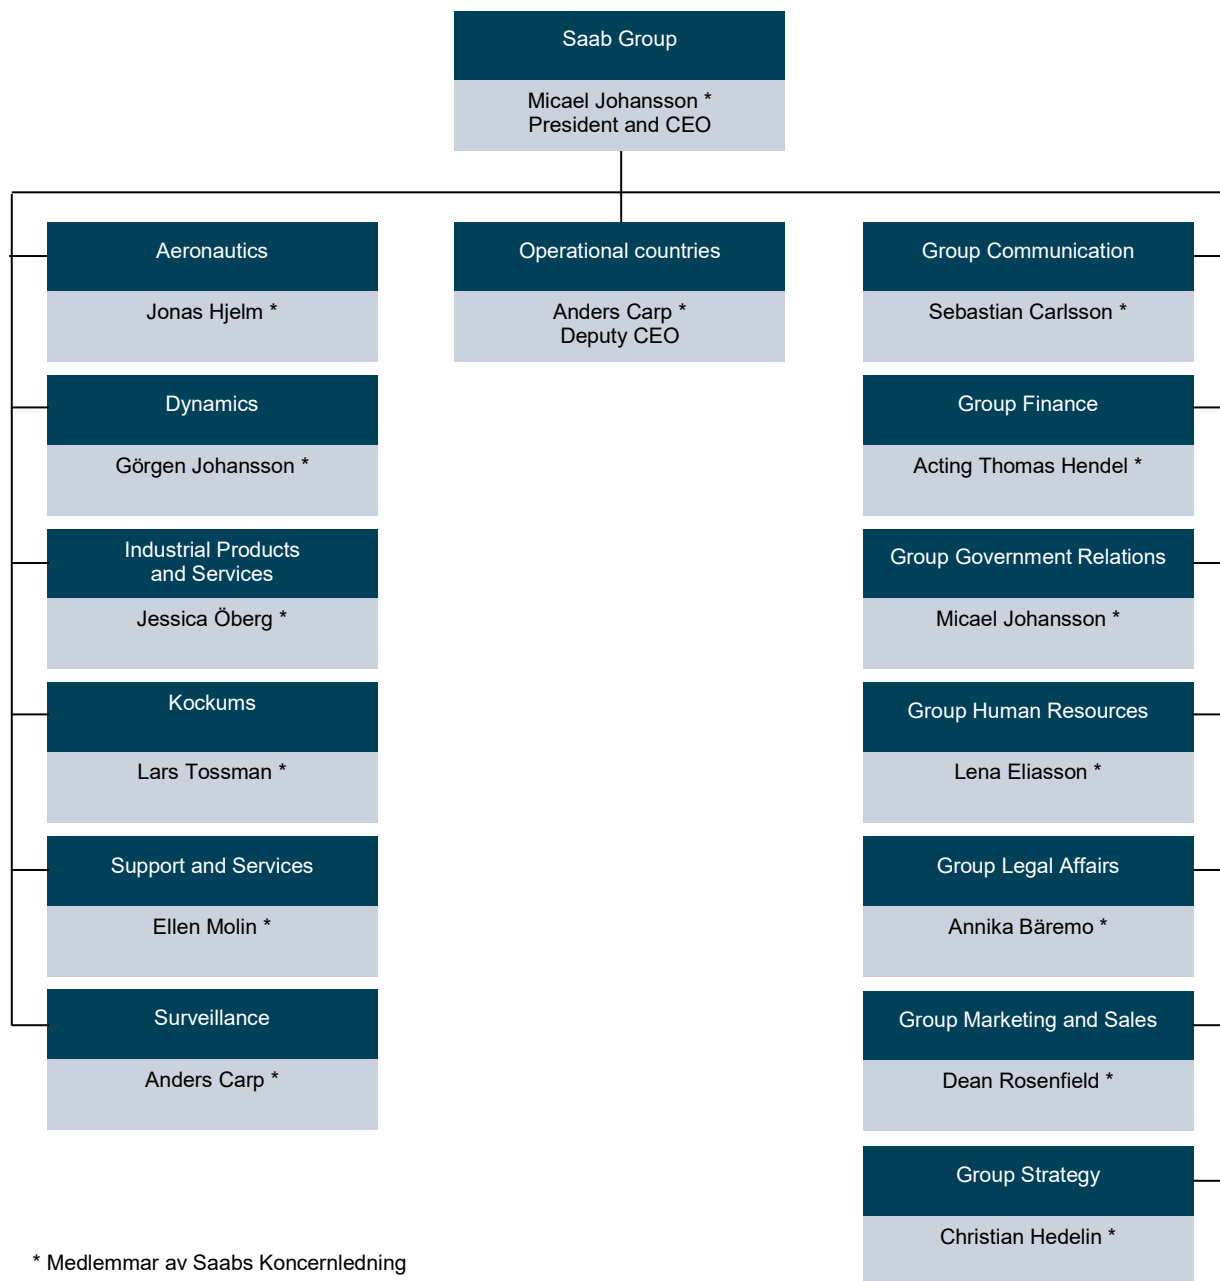 Saab Group
Micael Johansson *
President and CEO
Aeronautics
Jonas Hjelm *
Dynamics
Görgen Johansson *
Industrial Products
and Services
Jessica Öberg *
Kockums
Lars Tossman *
Support and Services
Ellen Molin *
Surveillance
Anders Carp *
Operational countries
Anders Carp *
Deputy CEO
Group Communication
Sebastian Carlsson *
Group Finance
Acting Thomas Hendel *
Group Government Relations
Micael Johansson *
Group Human Resources
Lena Eliasson *
Group Legal Affairs
Annika Bäremo *
Group Marketing and Sales
Dean Rosenfield *
Group Strategy
Christian Hedelin *
* Medlemmar av Saabs Koncernledning